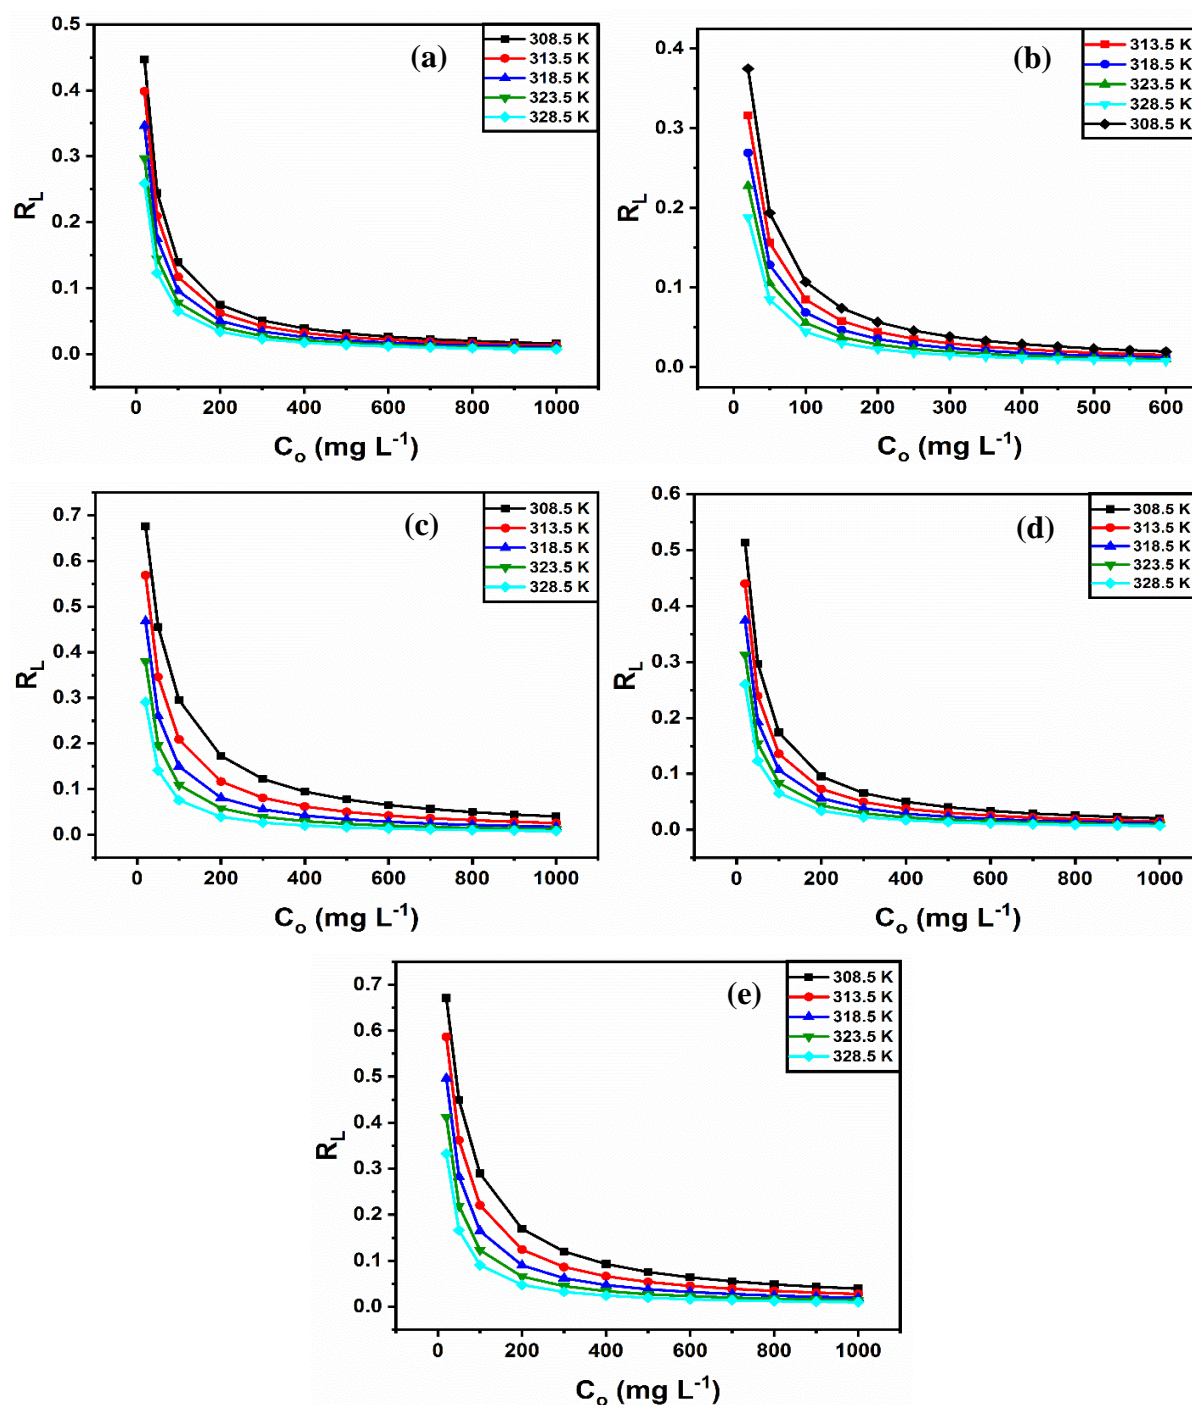 (a)
308.5 K
313.5 K
318.5 K
323.5 K
328.5 K
0.5
0.4
0.3
0.2
0.1
0.0
R_L
0 200 400 600 800 1000
C_o (mg L⁻¹)
(b)
313.5 K
318.5 K
323.5 K
328.5 K
308.5 K
0.4
0.3
0.2
0.1
0.0
R_L
0 100 200 300 400 500 600
C_o (mg L⁻¹)
(c)
308.5 K
313.5 K
318.5 K
323.5 K
328.5 K
0.7
0.6
0.5
0.4
0.3
0.2
0.1
0.0
R_L
0 200 400 600 800 1000
C_o (mg L⁻¹)
(d)
308.5 K
313.5 K
318.5 K
323.5 K
328.5 K
0.6
0.5
0.4
0.3
0.2
0.1
0.0
R_L
0 200 400 600 800 1000
C_o (mg L⁻¹)
(e)
308.5 K
313.5 K
318.5 K
323.5 K
328.5 K
0.7
0.6
0.5
0.4
0.3
0.2
0.1
0.0
R_L
0 200 400 600 800 1000
C_o (mg L⁻¹)